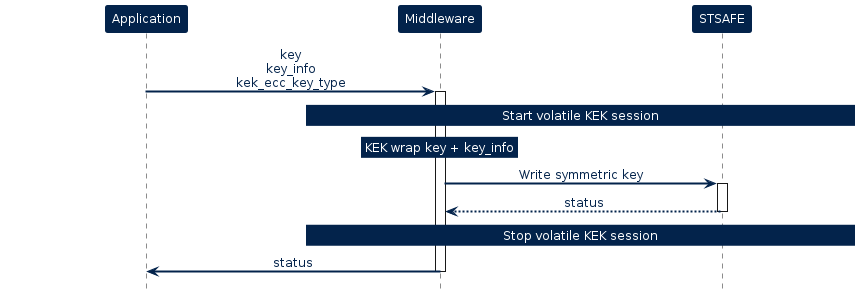 Application
Middleware
STSAFE
key
key_info
kek_ecc_key_type
Start volatile KEK session
KEK wrap key + key_info
Write symmetric key
status
Stop volatile KEK session
status